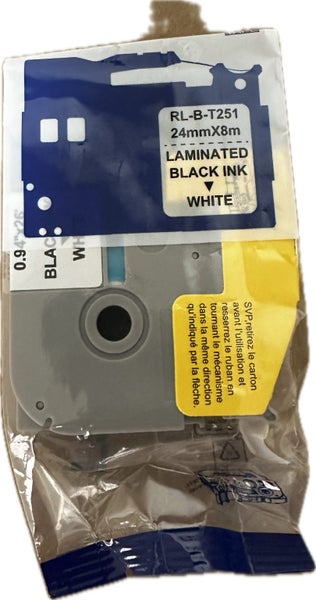 RL-B-T251
24mmX8m
LAMINATED
BLACK INK
▼
WHITE
0.94"X26
BLAC
WH
SVP,retirez le carton
avant l'utilisation et
resserrez le ruban en
tournant le mécanisme
dans la même direction
qu'indiqué par la flèche.